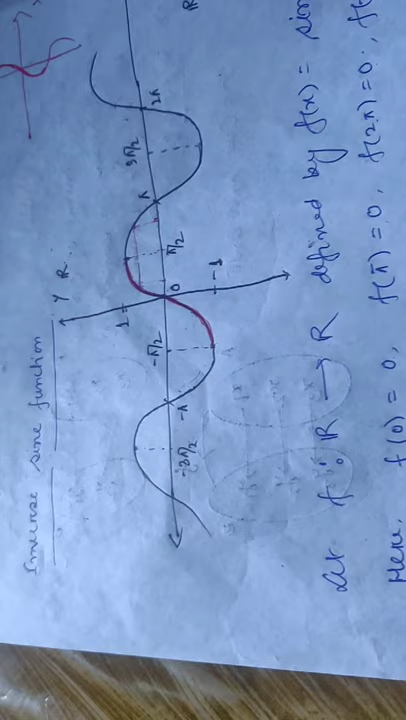 Inverse sine function
Y R
1
-3π/2 -π -π/2 0 π/2 π 3π/2 2π R
-1
Let f: R → R defined by f(x) = sin
Here, f(0) = 0, f(π) = 0, f(2π) = 0, f(